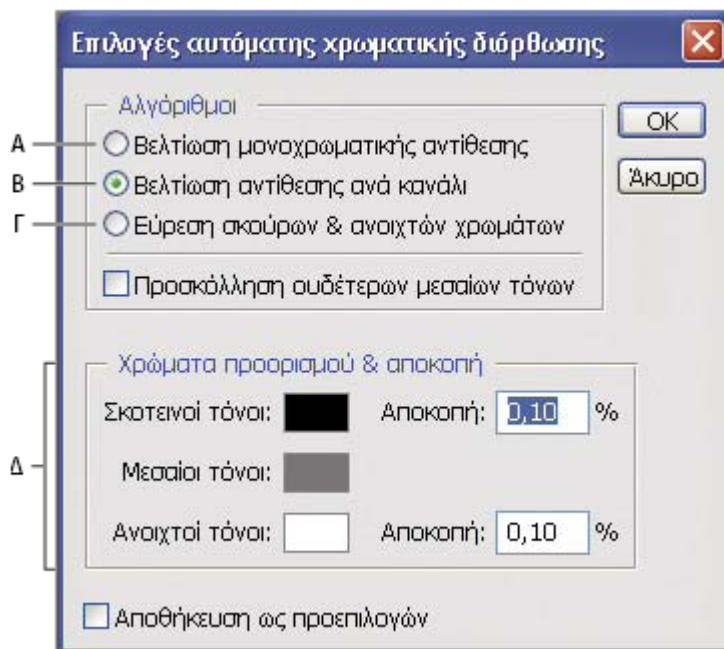 Επιλογές αυτόματης χρωματικής διόρθωσης
Αλγόριθμοι
OK
Α Βελτίωση μονοχρωματικής αντίθεσης
Β Βελτίωση αντίθεσης ανά κανάλι
Άκυρο
Γ Εύρεση σκούρων & ανοιχτών χρωμάτων
Προσκόλληση ουδέτερων μεσαίων τόνων
Χρώματα προορισμού & αποκοπή
Σκοτεινοί τόνοι: Αποκοπή: 0,10 %
Δ Μεσαίοι τόνοι:
Ανοιχτοί τόνοι: Αποκοπή: 0,10 %
Αποθήκευση ως προεπιλογών